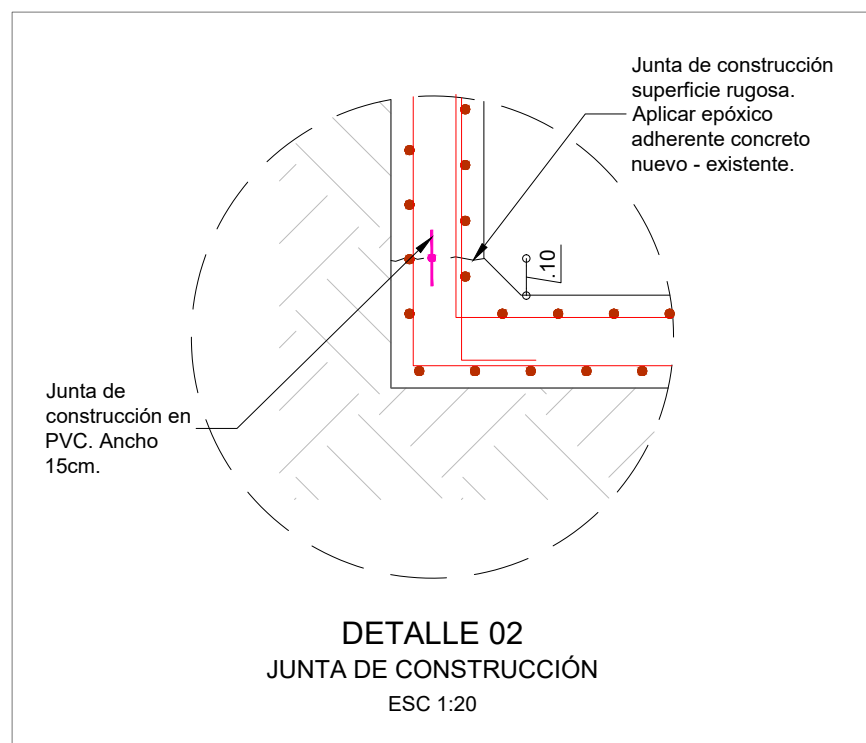 Junta de construcción
superficie rugosa.
Aplicar epóxico
adherente concreto
nuevo - existente.
.10
Junta de
construcción en
PVC. Ancho
15cm.
DETALLE 02
JUNTA DE CONSTRUCCIÓN
ESC 1:20